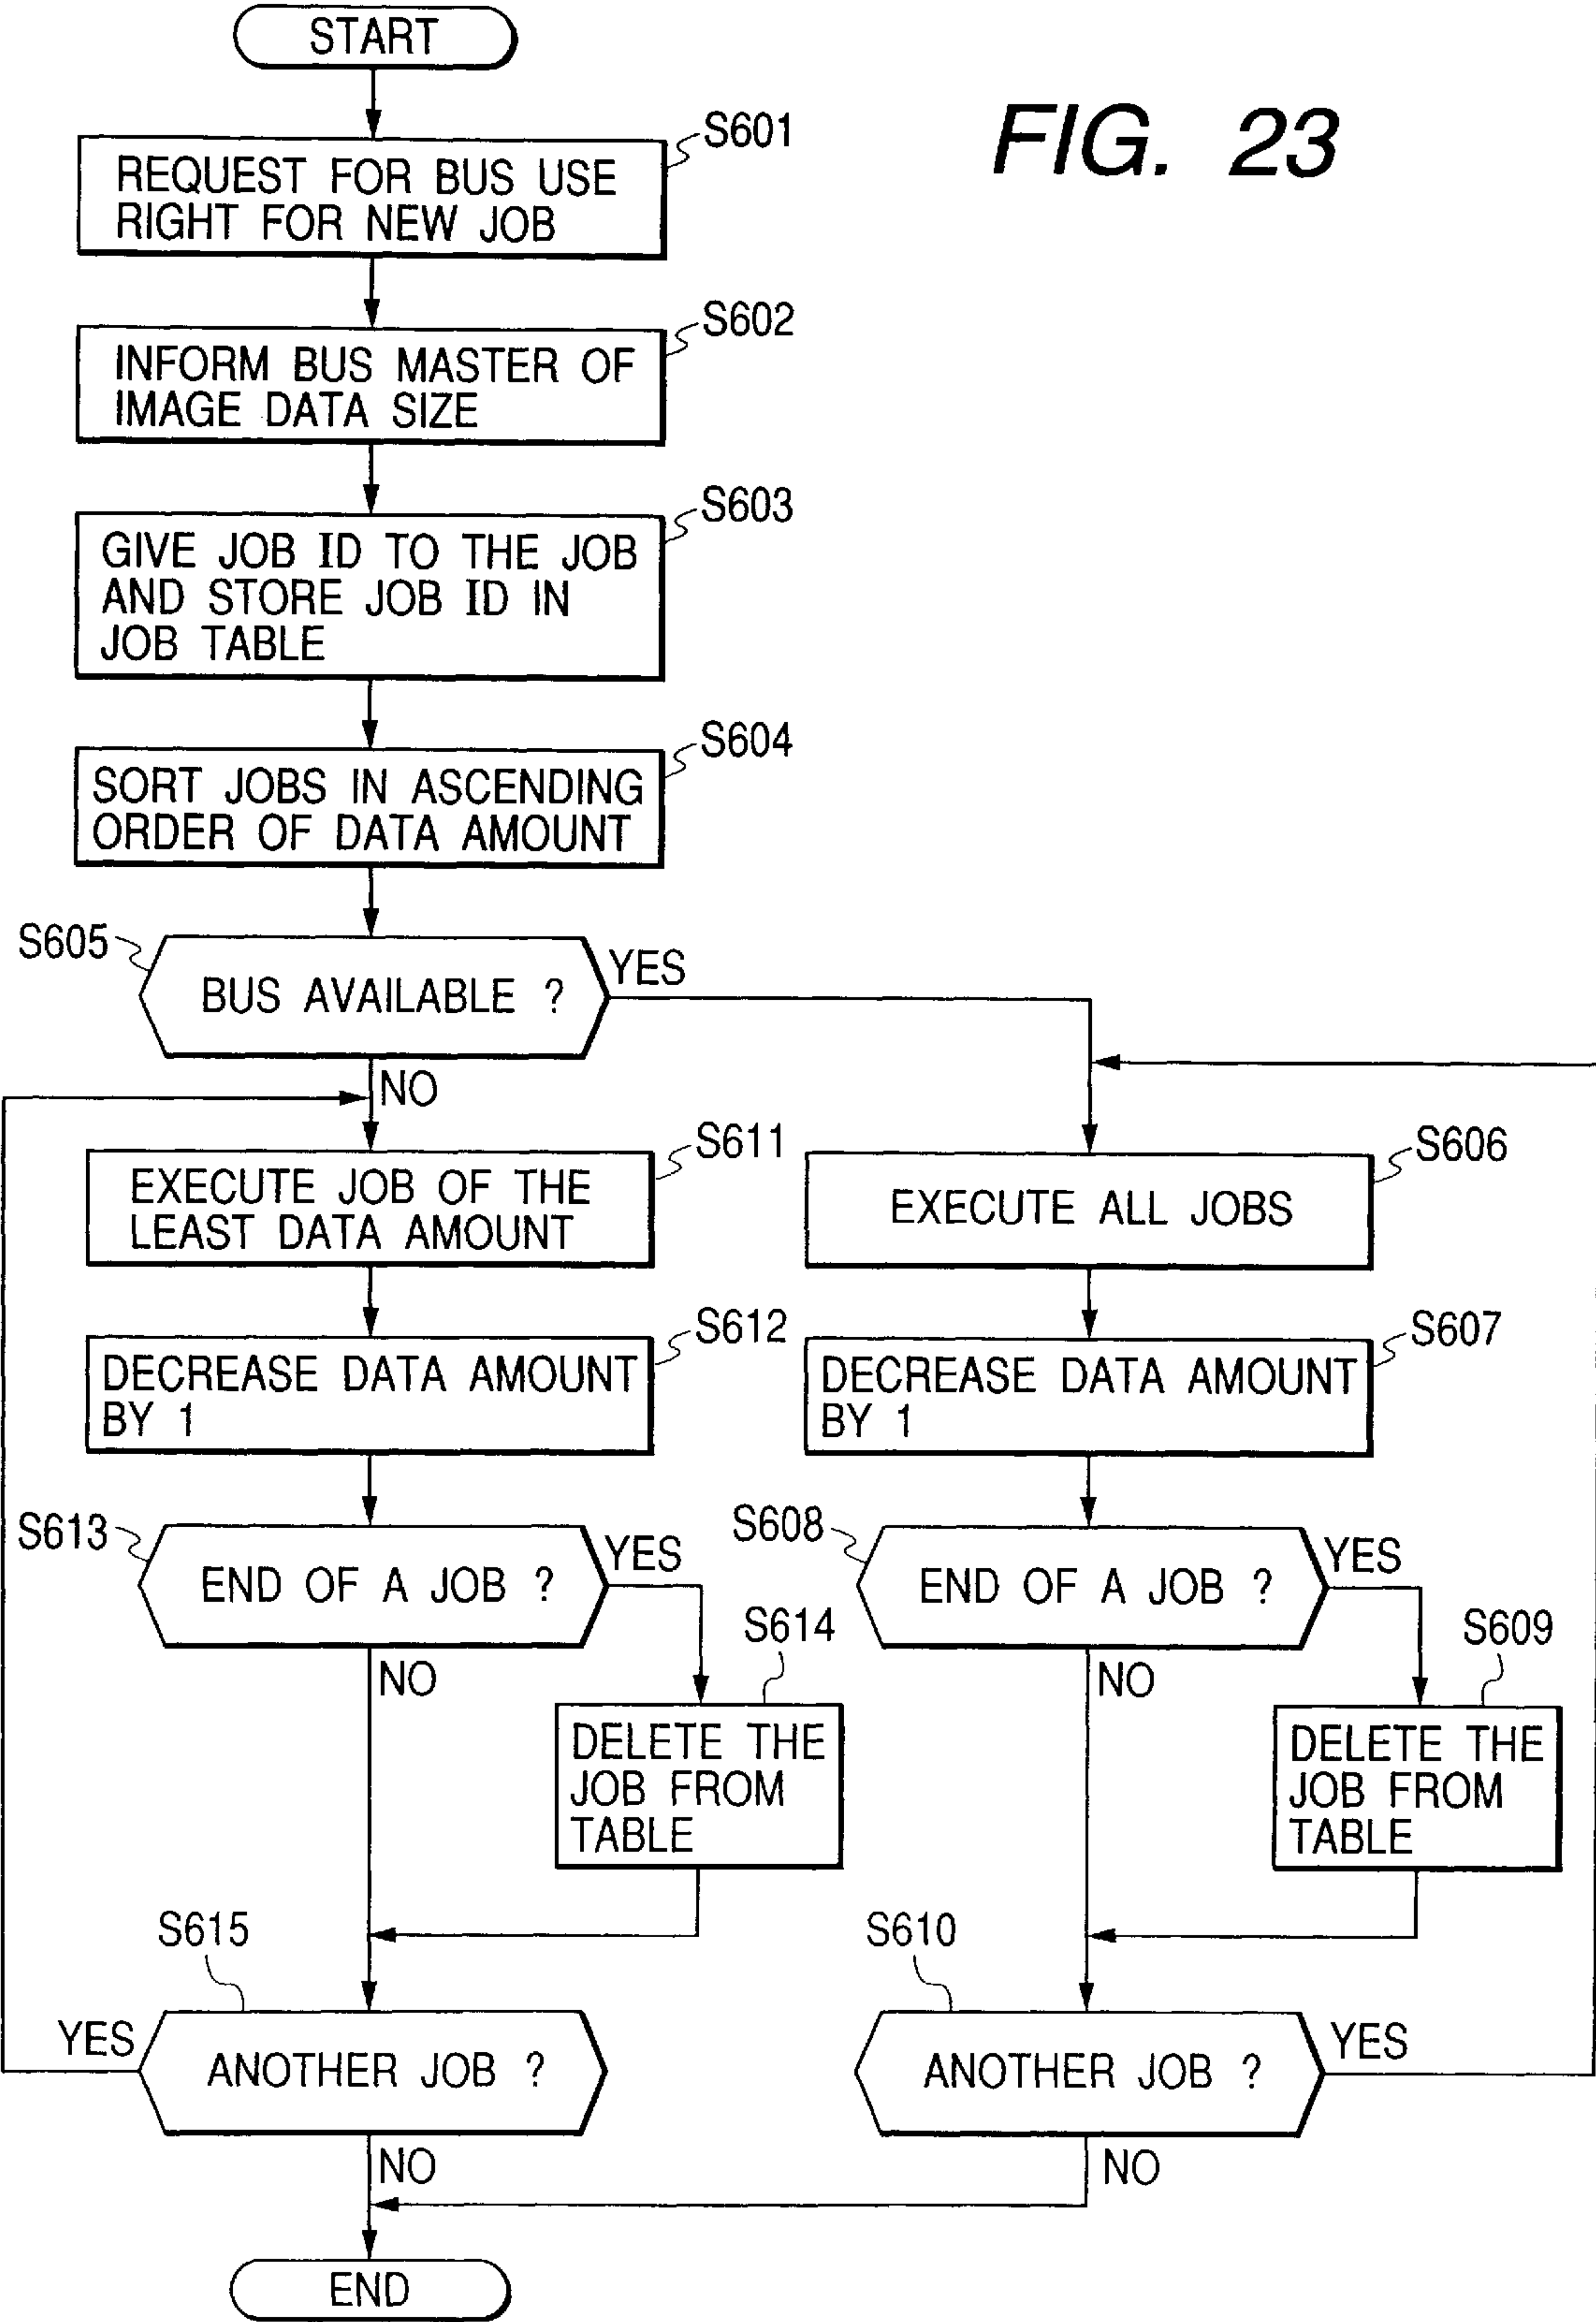 START
FIG. 23
S601
REQUEST FOR BUS USE
RIGHT FOR NEW JOB
S602
INFORM BUS MASTER OF
IMAGE DATA SIZE
S603
GIVE JOB ID TO THE JOB
AND STORE JOB ID IN
JOB TABLE
S604
SORT JOBS IN ASCENDING
ORDER OF DATA AMOUNT
S605
BUS AVAILABLE ?
YES
NO
S611
EXECUTE JOB OF THE
LEAST DATA AMOUNT
S606
EXECUTE ALL JOBS
S612
DECREASE DATA AMOUNT
BY 1
S607
DECREASE DATA AMOUNT
BY 1
S613
END OF A JOB ?
YES
NO
S614
DELETE THE
JOB FROM
TABLE
S608
END OF A JOB ?
YES
NO
S609
DELETE THE
JOB FROM
TABLE
S615
YES
ANOTHER JOB ?
NO
S610
ANOTHER JOB ?
YES
NO
END